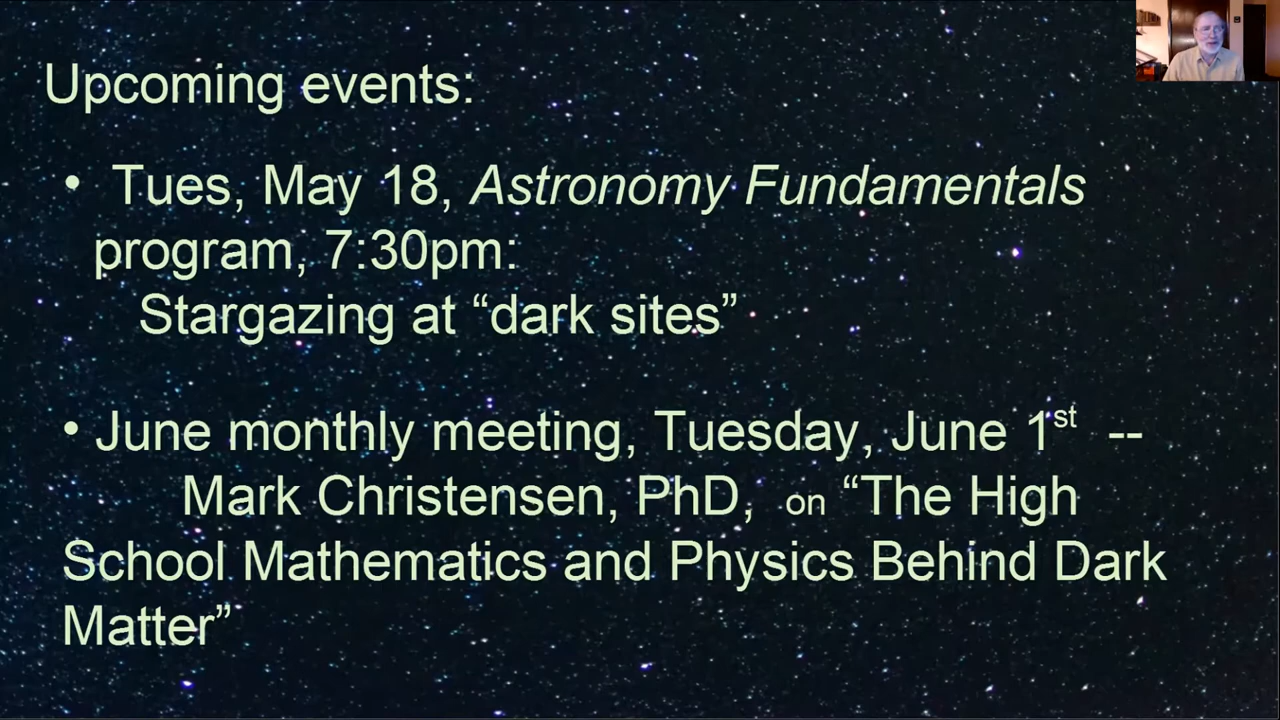 Upcoming events:
• Tues, May 18, Astronomy Fundamentals
program, 7:30pm:
Stargazing at “dark sites”
• June monthly meeting, Tuesday, June 1st --
Mark Christensen, PhD, on “The High
School Mathematics and Physics Behind Dark
Matter”